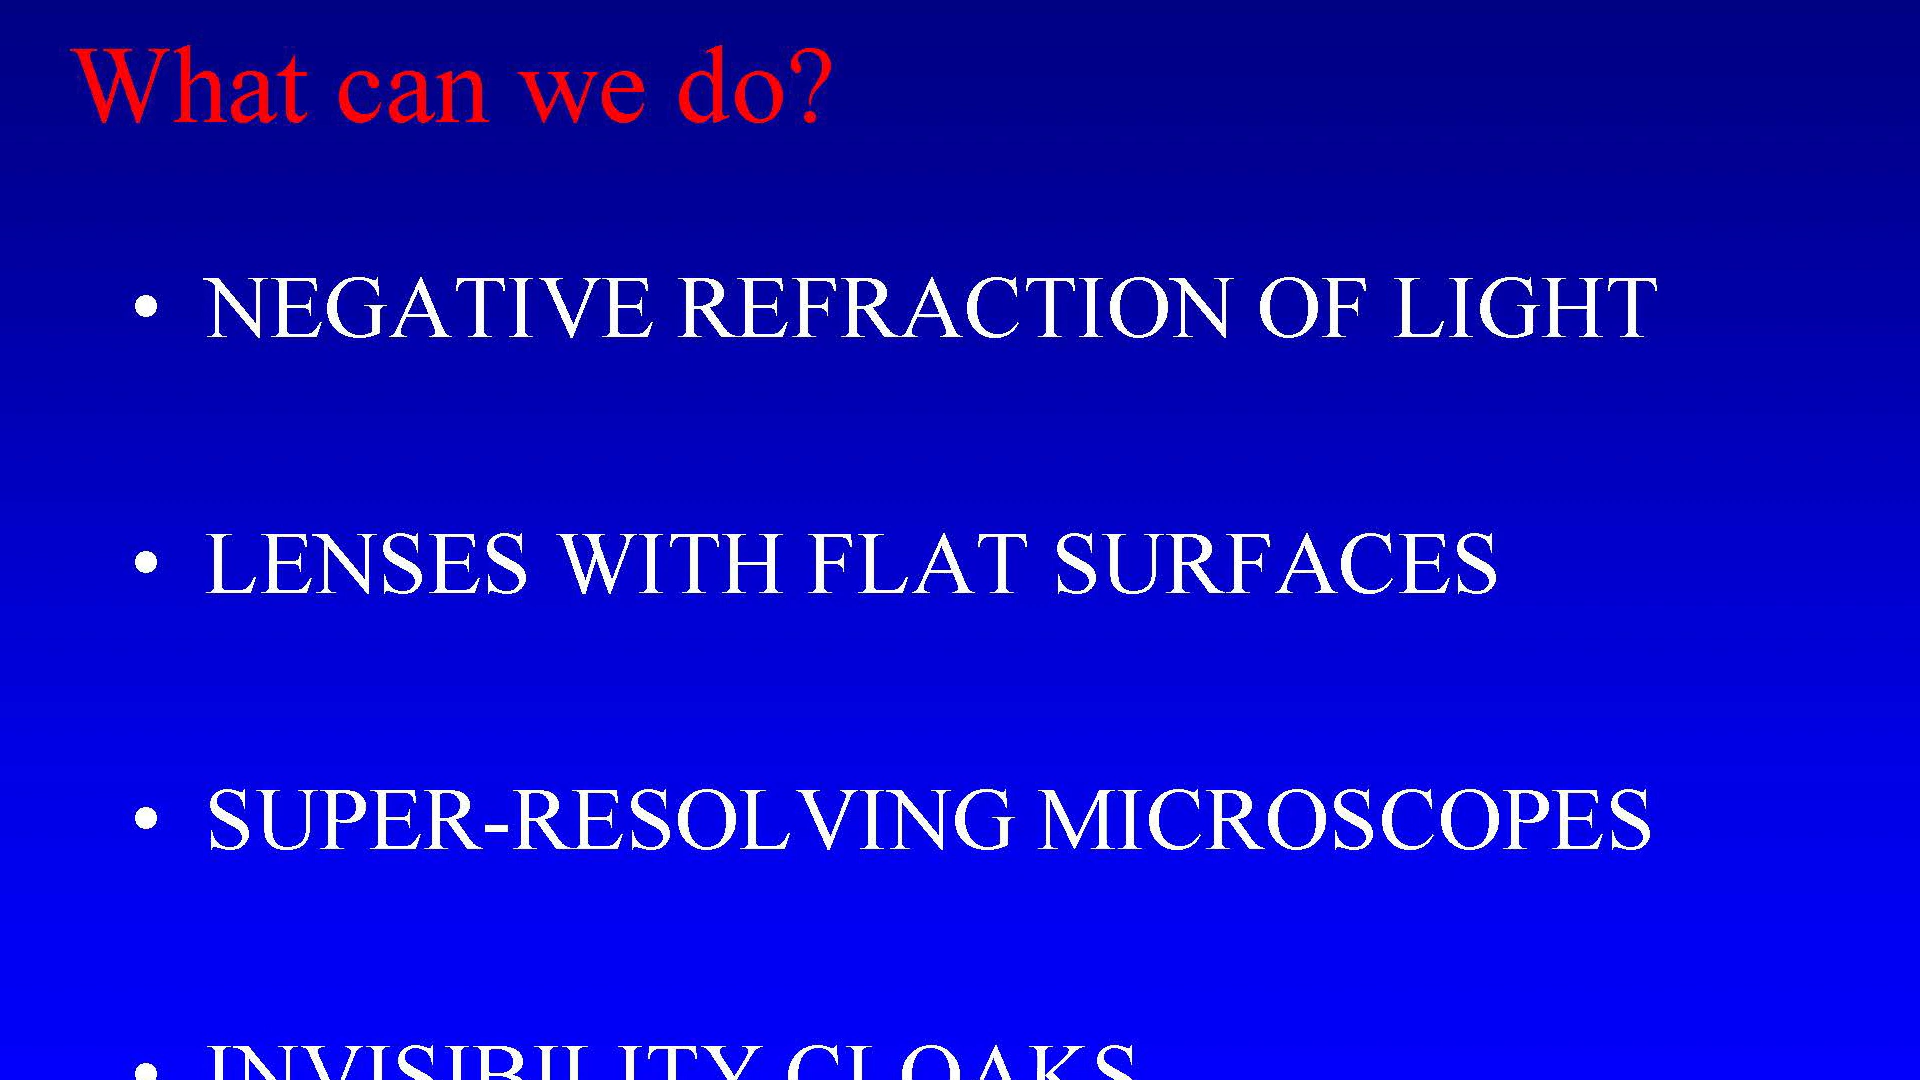 What can we do?
• NEGATIVE REFRACTION OF LIGHT
• LENSES WITH FLAT SURFACES
• SUPER-RESOLVING MICROSCOPES
• INVISIBILITY CLOAKS